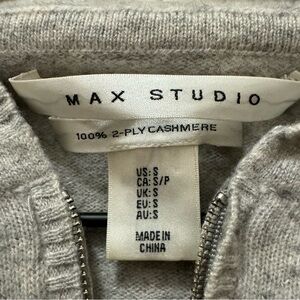 MAX STUDIO
100% 2-PLY CASHMERE
US: S
CA: S/P
UK: S
EU: S
AU: S
MADE IN
CHINA